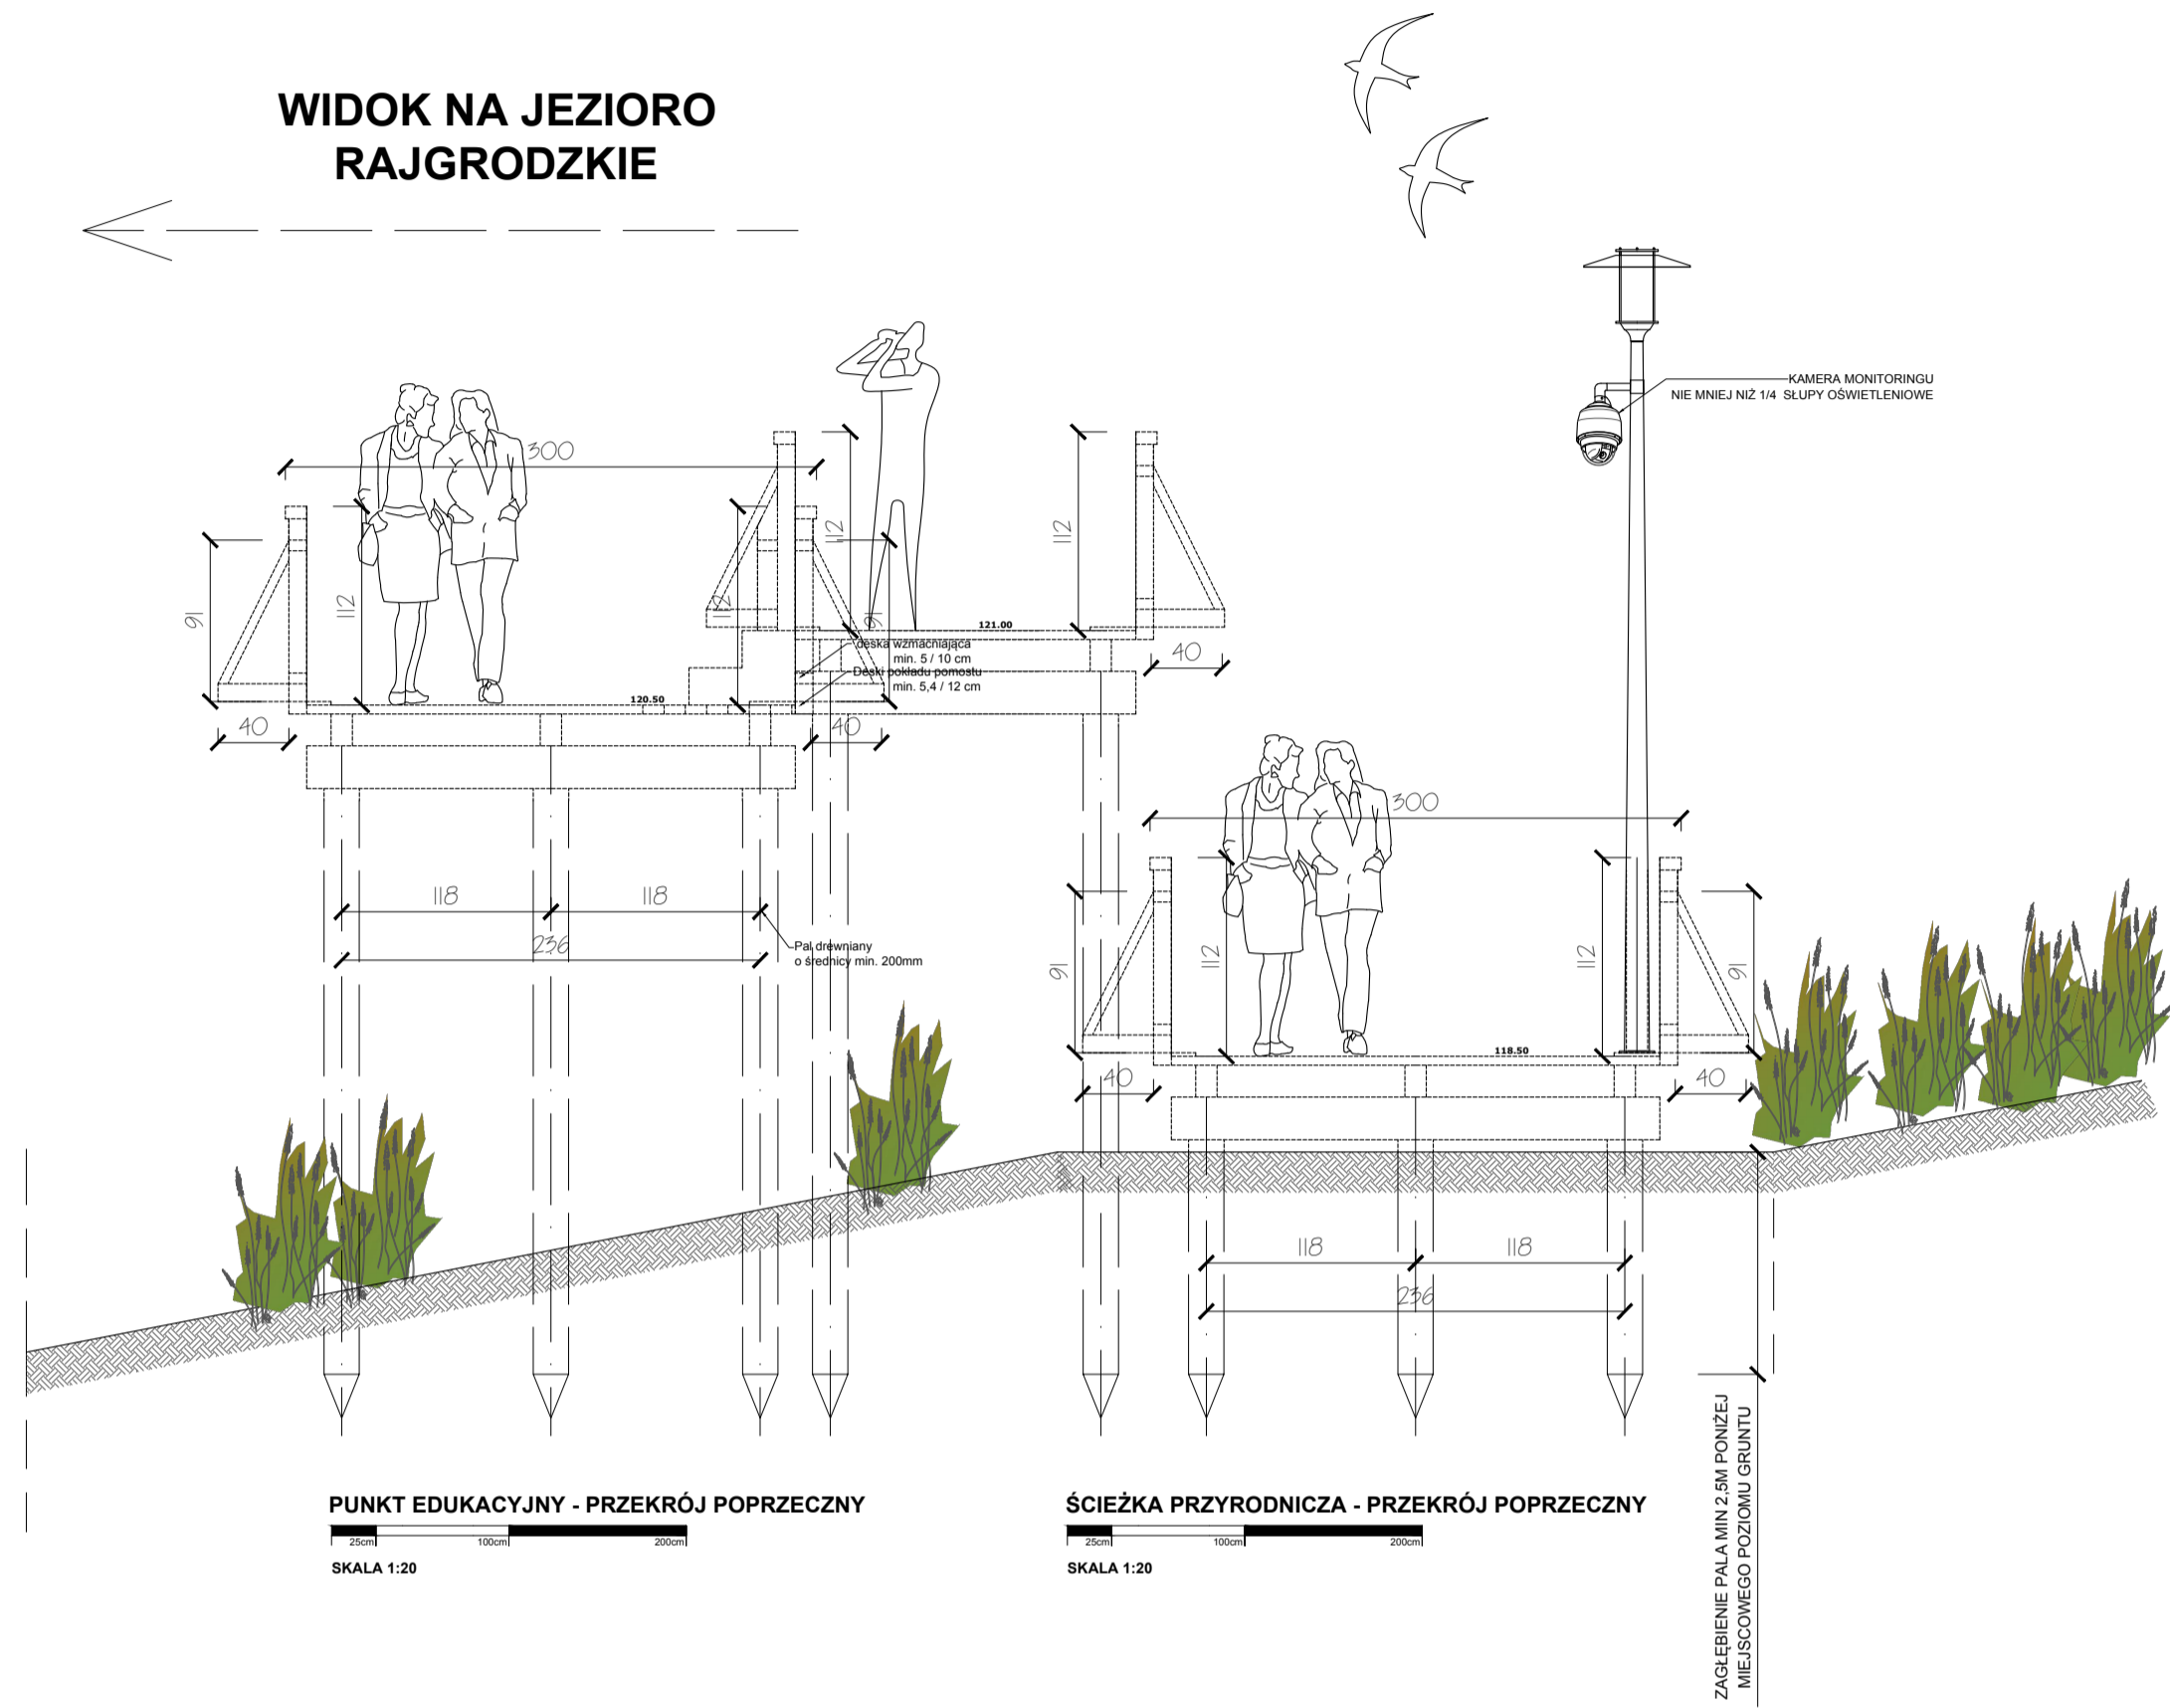 WIDOK NA JEZIORO
RAJGRODZKIE
KAMERA MONITORINGU
NIE MNIEJ NIŻ 1/4 SŁUPY OŚWIETLENIOWE
300
112
112
91
112
112
91
121.00
40
deska wzmacniająca
min. 5 / 10 cm
Deski pokładu pomostu
min. 5,4 / 12 cm
120.50
40
40
300
118
118
236
Pal drewniany
o średnicy min. 200mm
91
112
112
91
118.50
40
40
118
118
236
ZAGŁĘBIENIE PALA MIN 2,5M PONIŻEJ
MIEJSCOWEGO POZIOMU GRUNTU
PUNKT EDUKACYJNY - PRZEKRÓJ POPRZECZNY
25cm 100cm 200cm
SKALA 1:20
ŚCIEŻKA PRZYRODNICZA - PRZEKRÓJ POPRZECZNY
25cm 100cm 200cm
SKALA 1:20